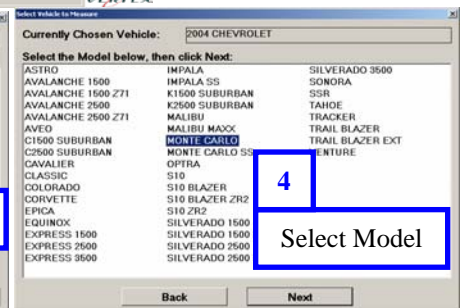 Select Vehicle to Measure
Currently Chosen Vehicle: 2004 CHEVROLET
Select the Model below, then click Next:
ASTRO IMPALA SILVERADO 3500
AVALANCHE 1500 IMPALA SS SONORA
AVALANCHE 1500 Z71 K1500 SUBURBAN SSR
AVALANCHE 2500 K2500 SUBURBAN TAHOE
AVALANCHE 2500 Z71 MALIBU TRACKER
AVEO MALIBU MAXX TRAIL BLAZER
C1500 SUBURBAN MONTE CARLO TRAIL BLAZER EXT
C2500 SUBURBAN MONTE CARLO SS VENTURE
CAVALIER OPTRA
CLASSIC S10
COLORADO S10 BLAZER
CORVETTE S10 BLAZER ZR2
EPICA S10 ZR2
EQUINOX SILVERADO 1500
EXPRESS 1500 SILVERADO 1500
EXPRESS 2500 SILVERADO 2500
EXPRESS 3500 SILVERADO 2500
4
Select Model
Back Next